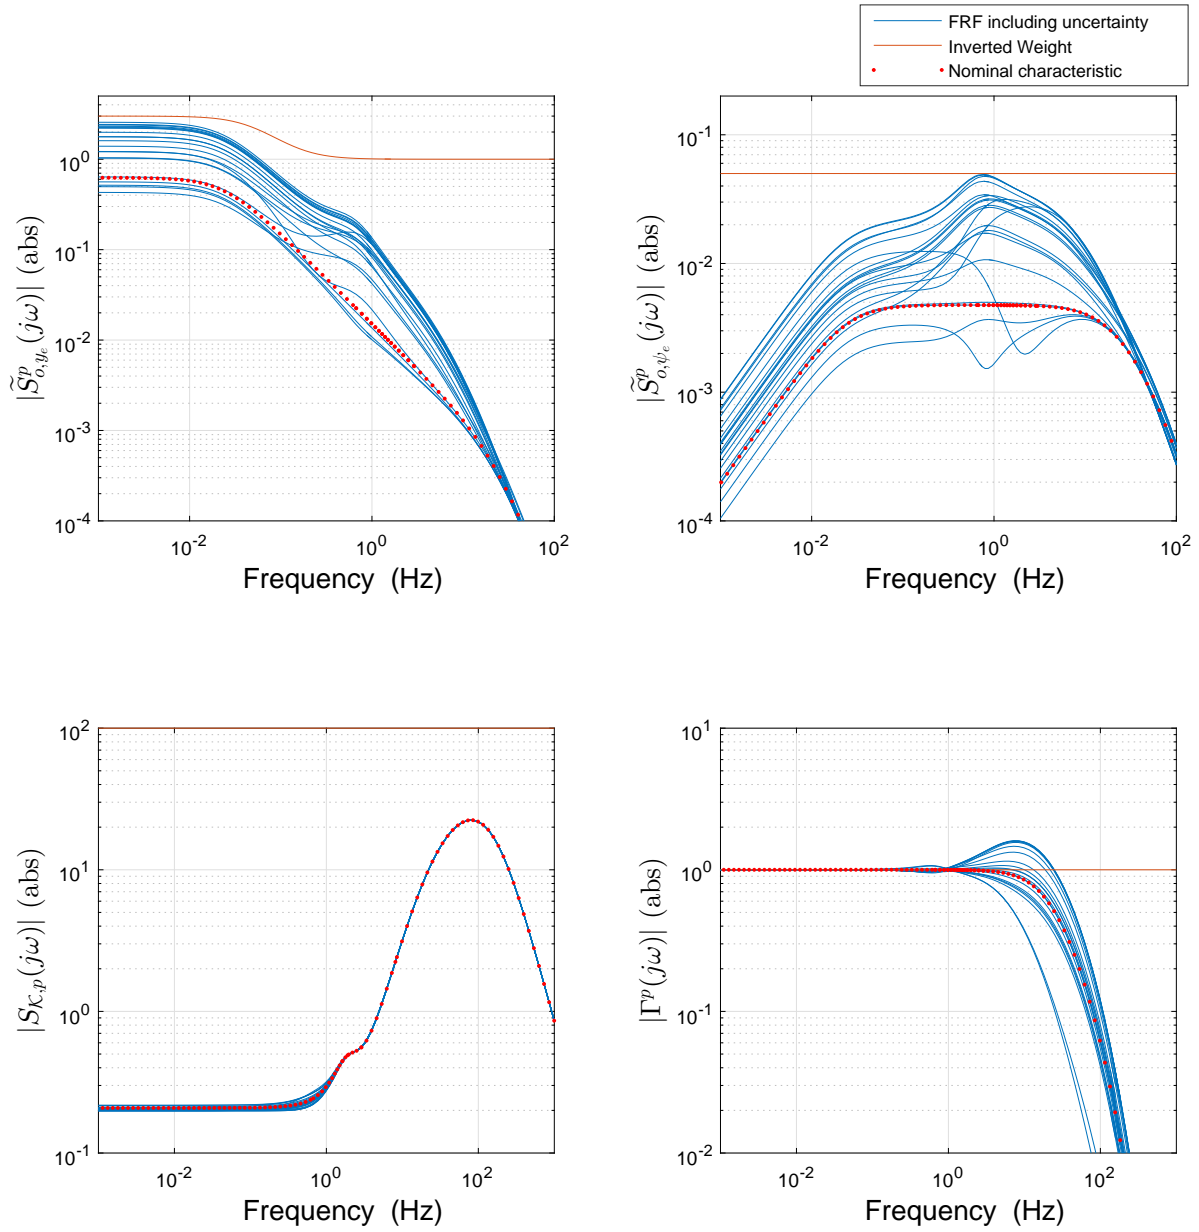 FRF including uncertainty
Inverted Weight
Nominal characteristic
|S̃ᵖ_{o,y_e}(jω)| (abs)
10^0
10^-1
10^-2
10^-3
10^-4
10^-2
10^0
10^2
Frequency (Hz)
|S̃ᵖ_{o,ψ_e}(jω)| (abs)
10^-1
10^-2
10^-3
10^-4
10^-2
10^0
10^2
Frequency (Hz)
|S_{𝒦,p}(jω)| (abs)
10^2
10^1
10^0
10^-1
10^-2
10^0
10^2
Frequency (Hz)
|Γᵖ(jω)| (abs)
10^1
10^0
10^-1
10^-2
10^-2
10^0
10^2
Frequency (Hz)